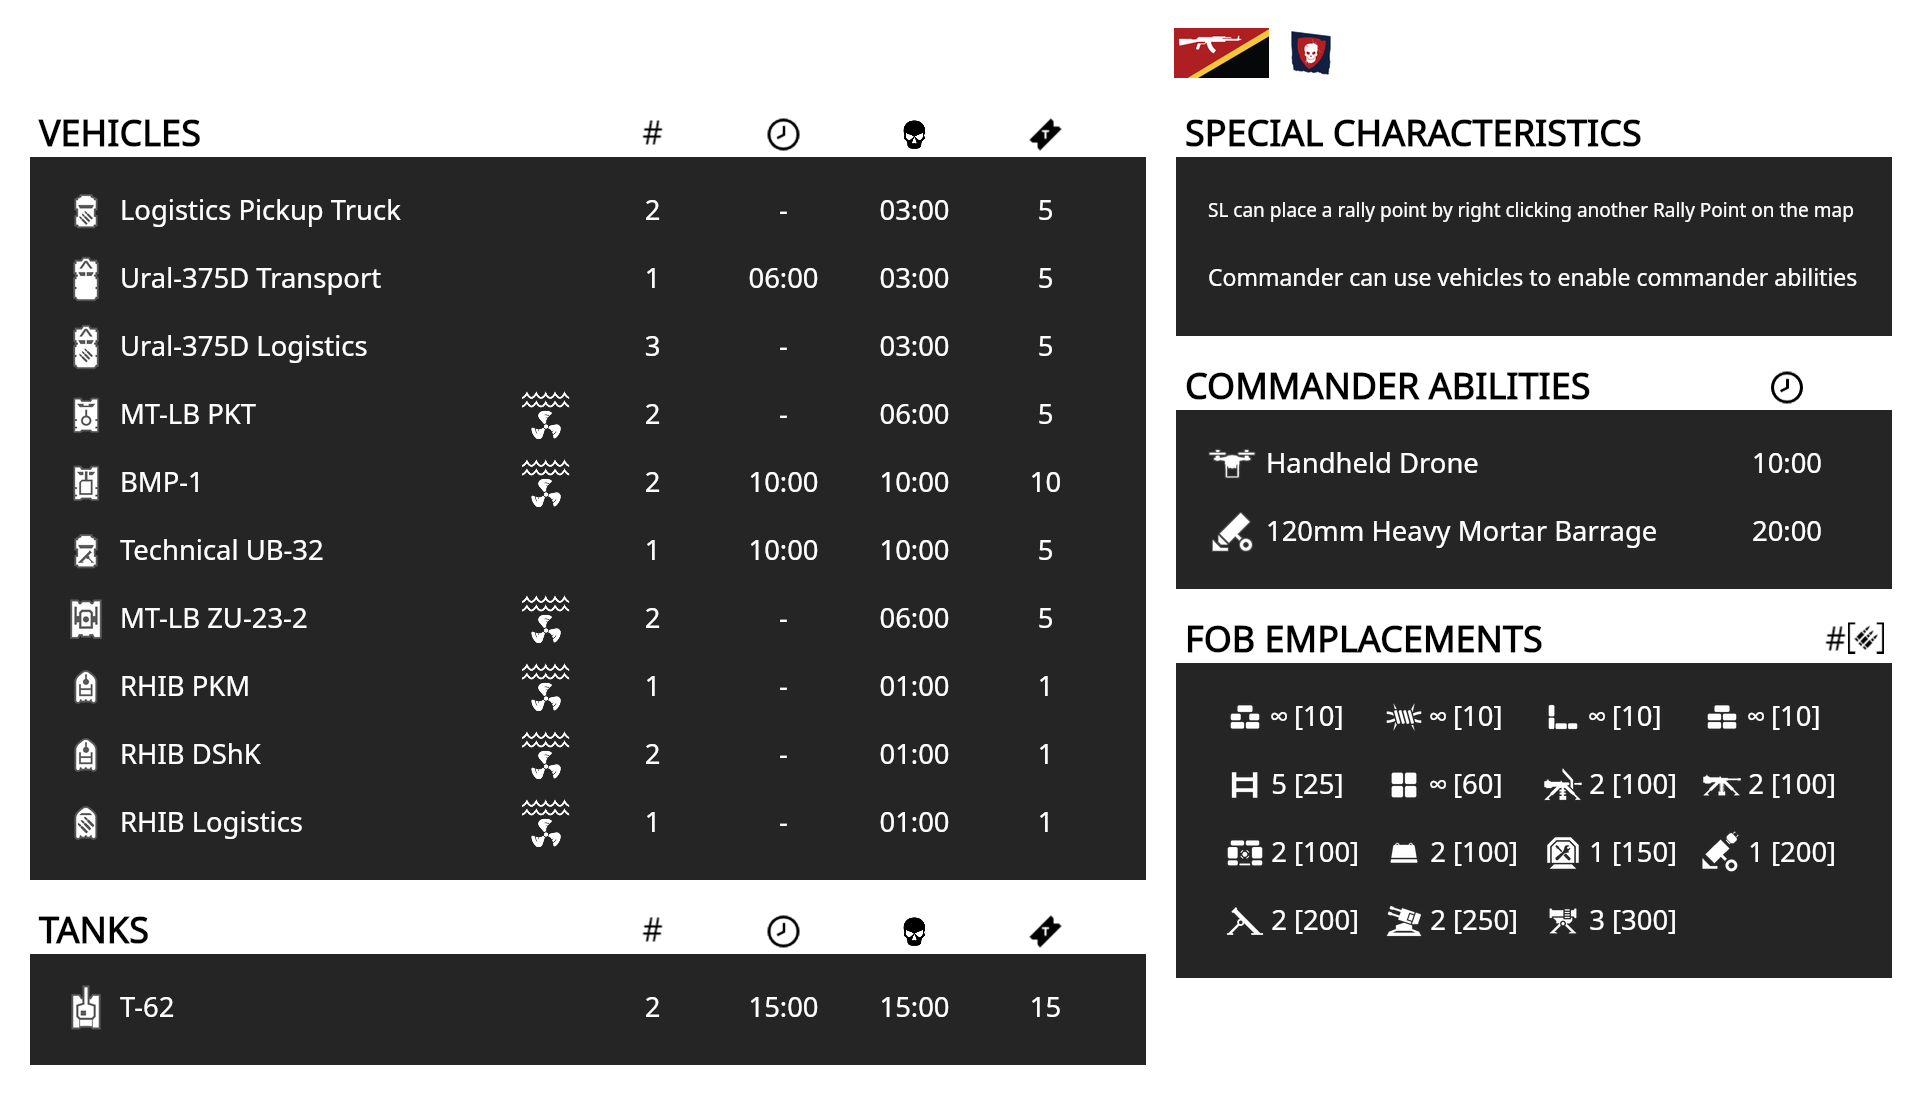 VEHICLES #
Logistics Pickup Truck 2 - 03:00 5
Ural-375D Transport 1 06:00 03:00 5
Ural-375D Logistics 3 - 03:00 5
MT-LB PKT 2 - 06:00 5
BMP-1 2 10:00 10:00 10
Technical UB-32 1 10:00 10:00 5
MT-LB ZU-23-2 2 - 06:00 5
RHIB PKM 1 - 01:00 1
RHIB DShK 2 - 01:00 1
RHIB Logistics 1 - 01:00 1
TANKS #
T-62 2 15:00 15:00 15
SPECIAL CHARACTERISTICS
SL can place a rally point by right clicking another Rally Point on the map
Commander can use vehicles to enable commander abilities
COMMANDER ABILITIES
Handheld Drone 10:00
120mm Heavy Mortar Barrage 20:00
FOB EMPLACEMENTS #[ ]
∞ [10] ∞ [10] ∞ [10] ∞ [10]
5 [25] ∞ [60] 2 [100] 2 [100]
2 [100] 2 [100] 1 [150] 1 [200]
2 [200] 2 [250] 3 [300]